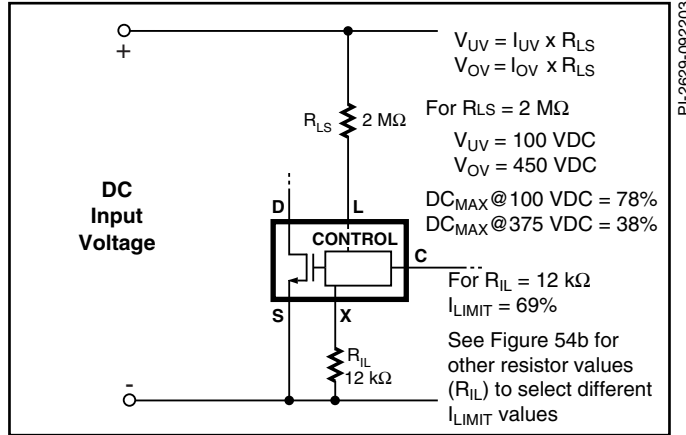 PI-2629-092203
+
V_UV = I_UV x R_LS
V_OV = I_OV x R_LS
For RLS = 2 MΩ
R_LS
2 MΩ
V_UV = 100 VDC
V_OV = 450 VDC
DC_MAX@100 VDC = 78%
DC_MAX@375 VDC = 38%
DC
Input
Voltage
D
L
CONTROL
C
For R_IL = 12 kΩ
I_LIMIT = 69%
S
X
R_IL
12 kΩ
See Figure 54b for
other resistor values
(R_IL) to select different
I_LIMIT values
-